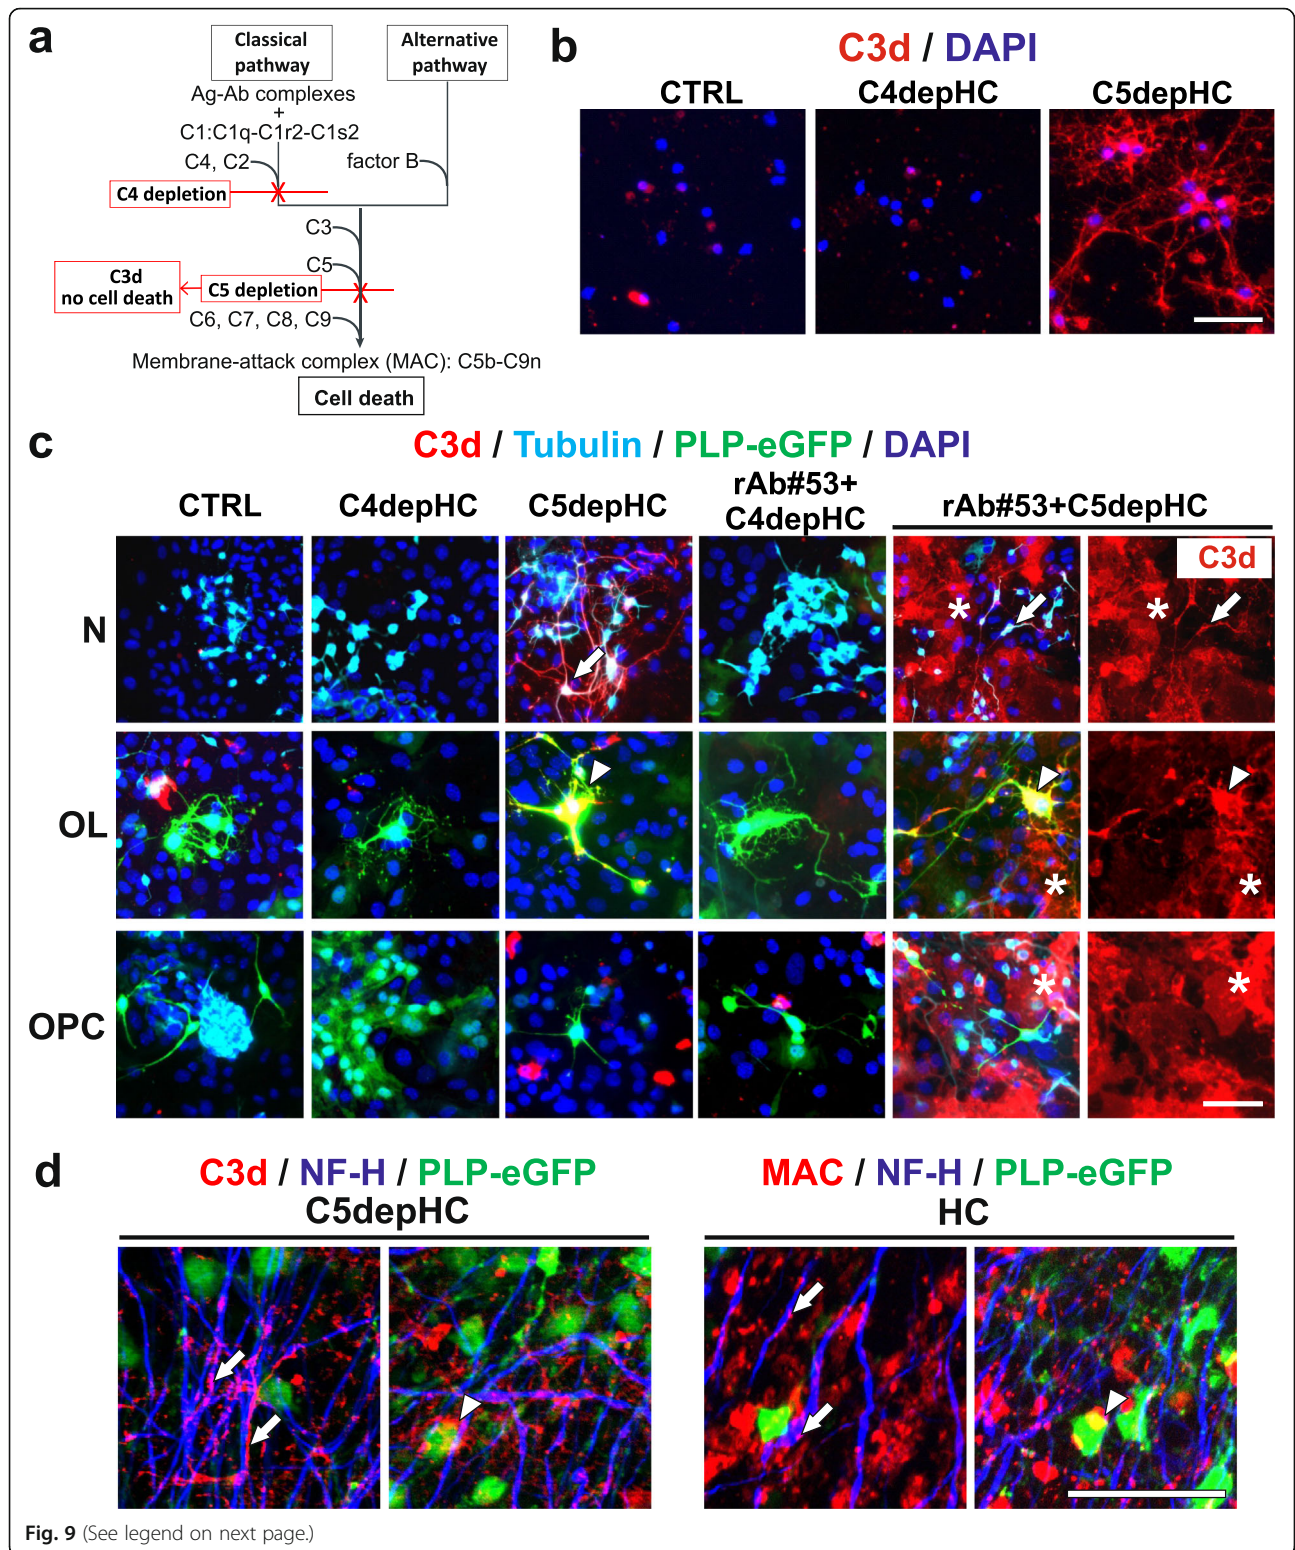 a
Classical
pathway
Alternative
pathway
Ag-Ab complexes
+
C1:C1q-C1r2-C1s2
C4, C2
factor B
C4 depletion
X
C3
C5
C3d
no cell death
C5 depletion
X
C6, C7, C8, C9
Membrane-attack complex (MAC): C5b-C9n
Cell death
b
C3d / DAPI
CTRL
C4depHC
C5depHC
c
C3d / Tubulin / PLP-eGFP / DAPI
CTRL
C4depHC
C5depHC
rAb#53+
C4depHC
rAb#53+C5depHC
C3d
N
*
*
OL
*
*
OPC
*
*
d
C3d / NF-H / PLP-eGFP
C5depHC
MAC / NF-H / PLP-eGFP
HC
Fig. 9 (See legend on next page.)